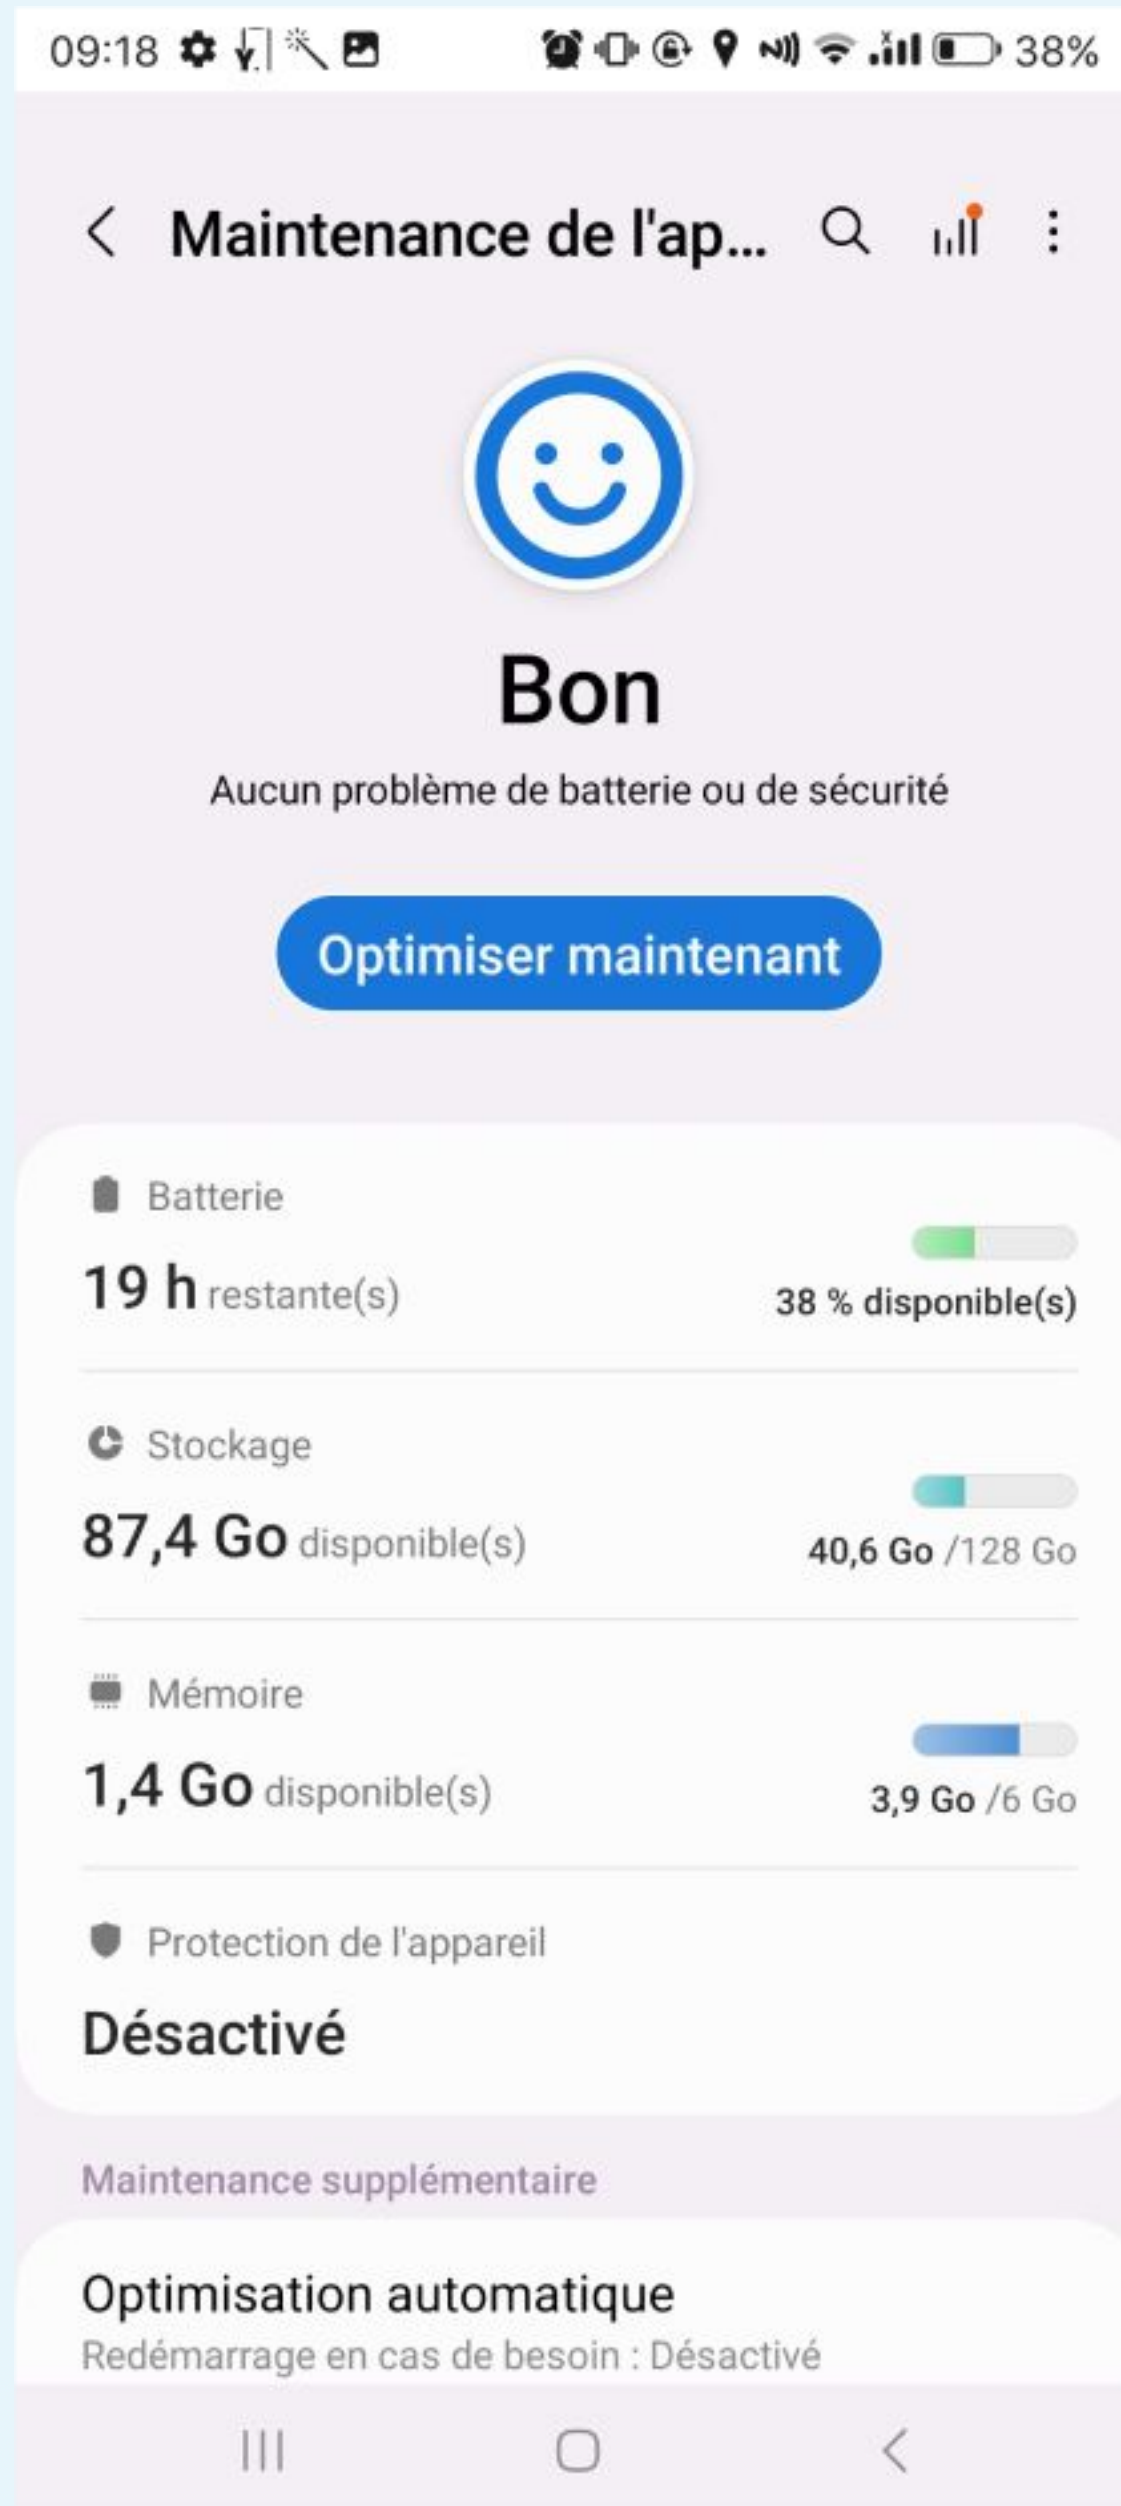 09:18 38%
Maintenance de l'ap...
Bon
Aucun problème de batterie ou de sécurité
Optimiser maintenant
Batterie
19 h restante(s)
38 % disponible(s)
Stockage
87,4 Go disponible(s)
40,6 Go /128 Go
Mémoire
1,4 Go disponible(s)
3,9 Go /6 Go
Protection de l'appareil
Désactivé
Maintenance supplémentaire
Optimisation automatique
Redémarrage en cas de besoin : Désactivé